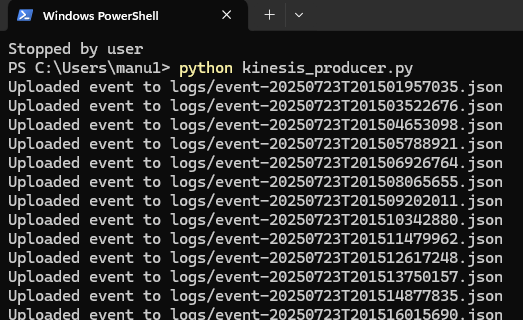 Windows PowerShell
Stopped by user
PS C:\Users\manu1> python kinesis_producer.py
Uploaded event to logs/event-20250723T201501957035.json
Uploaded event to logs/event-20250723T201503522676.json
Uploaded event to logs/event-20250723T201504653098.json
Uploaded event to logs/event-20250723T201505788921.json
Uploaded event to logs/event-20250723T201506926764.json
Uploaded event to logs/event-20250723T201508065655.json
Uploaded event to logs/event-20250723T201509202011.json
Uploaded event to logs/event-20250723T201510342880.json
Uploaded event to logs/event-20250723T201511479962.json
Uploaded event to logs/event-20250723T201512617248.json
Uploaded event to logs/event-20250723T201513750157.json
Uploaded event to logs/event-20250723T201514877835.json
Uploaded event to logs/event-20250723T201516015690.json